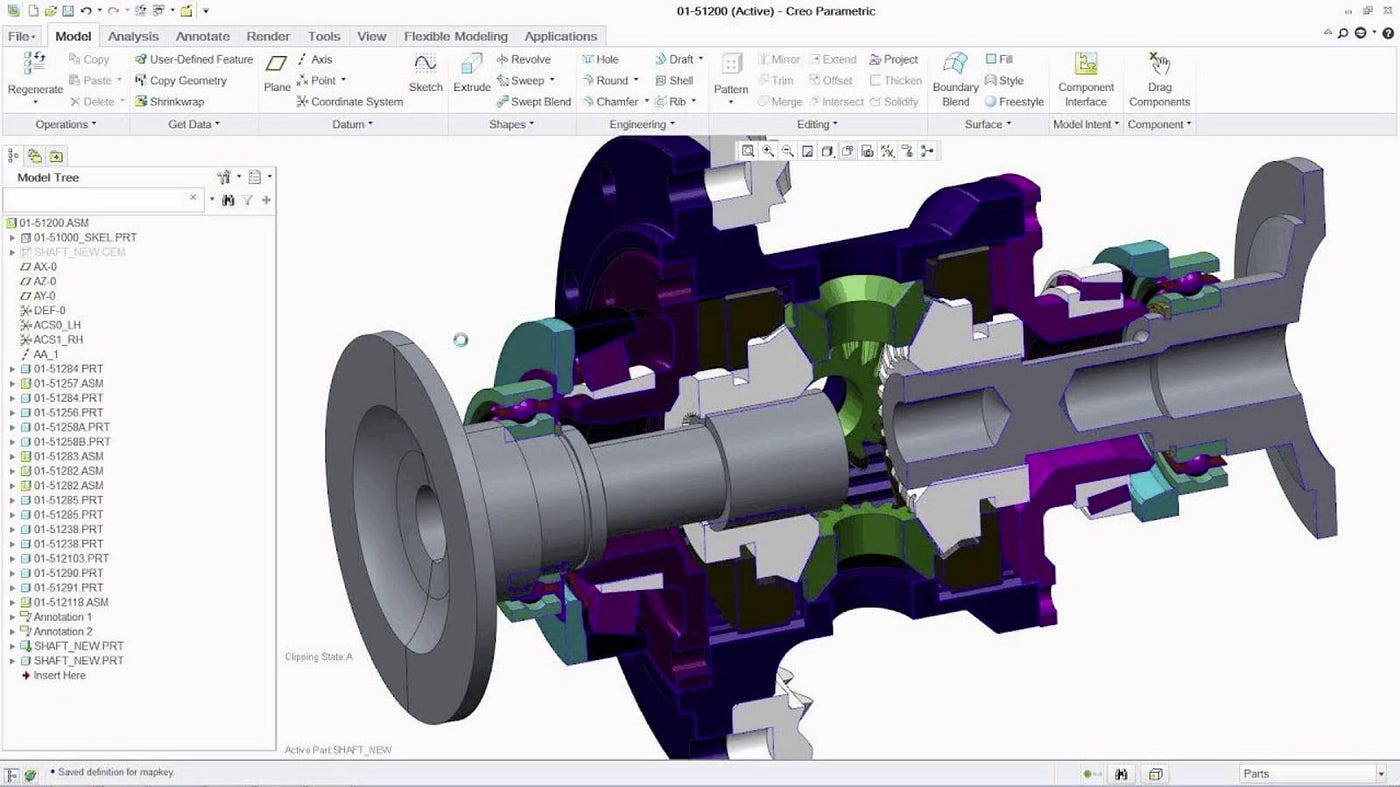 01-51200 (Active) - Creo Parametric
File Model Analysis Annotate Render Tools View Flexible Modeling Applications
Regenerate
Copy
Paste
Delete
Operations
User-Defined Feature
Copy Geometry
Shrinkwrap
Get Data
Plane
Axis
Point
Coordinate System
Sketch
Datum
Extrude
Revolve
Sweep
Swept Blend
Shapes
Hole
Round
Chamfer
Draft
Shell
Rib
Engineering
Pattern
Mirror
Trim
Merge
Extend
Offset
Intersect
Project
Thicken
Solidify
Editing
Boundary
Blend
Fill
Style
Freestyle
Surface
Component
Interface
Model Intent
Drag
Components
Component
Model Tree
01-51200.ASM
01-51000_SKEL.PRT
SHAFT_NEW.CEM
AX-0
AZ-0
AY-0
DEF-0
ACS0_LH
ACS1_RH
AA_1
01-51284.PRT
01-51257.ASM
01-51284.PRT
01-51256.PRT
01-51258A.PRT
01-51258B.PRT
01-51283.ASM
01-51282.ASM
01-51282.ASM
01-51285.PRT
01-51285.PRT
01-51238.PRT
01-51238.PRT
01-512103.PRT
01-51290.PRT
01-51291.PRT
01-512118.ASM
Annotation 1
Annotation 2
SHAFT_NEW.PRT
SHAFT_NEW.PRT
Insert Here
Clipping State:A
Active Part:SHAFT_NEW
Saved definition for mapkey.
Parts